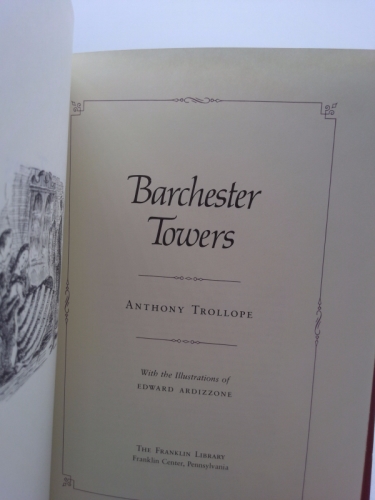 Barchester
Towers
ANTHONY TROLLOPE
With the Illustrations of
EDWARD ARDIZZONE
THE FRANKLIN LIBRARY
Franklin Center, Pennsylvania